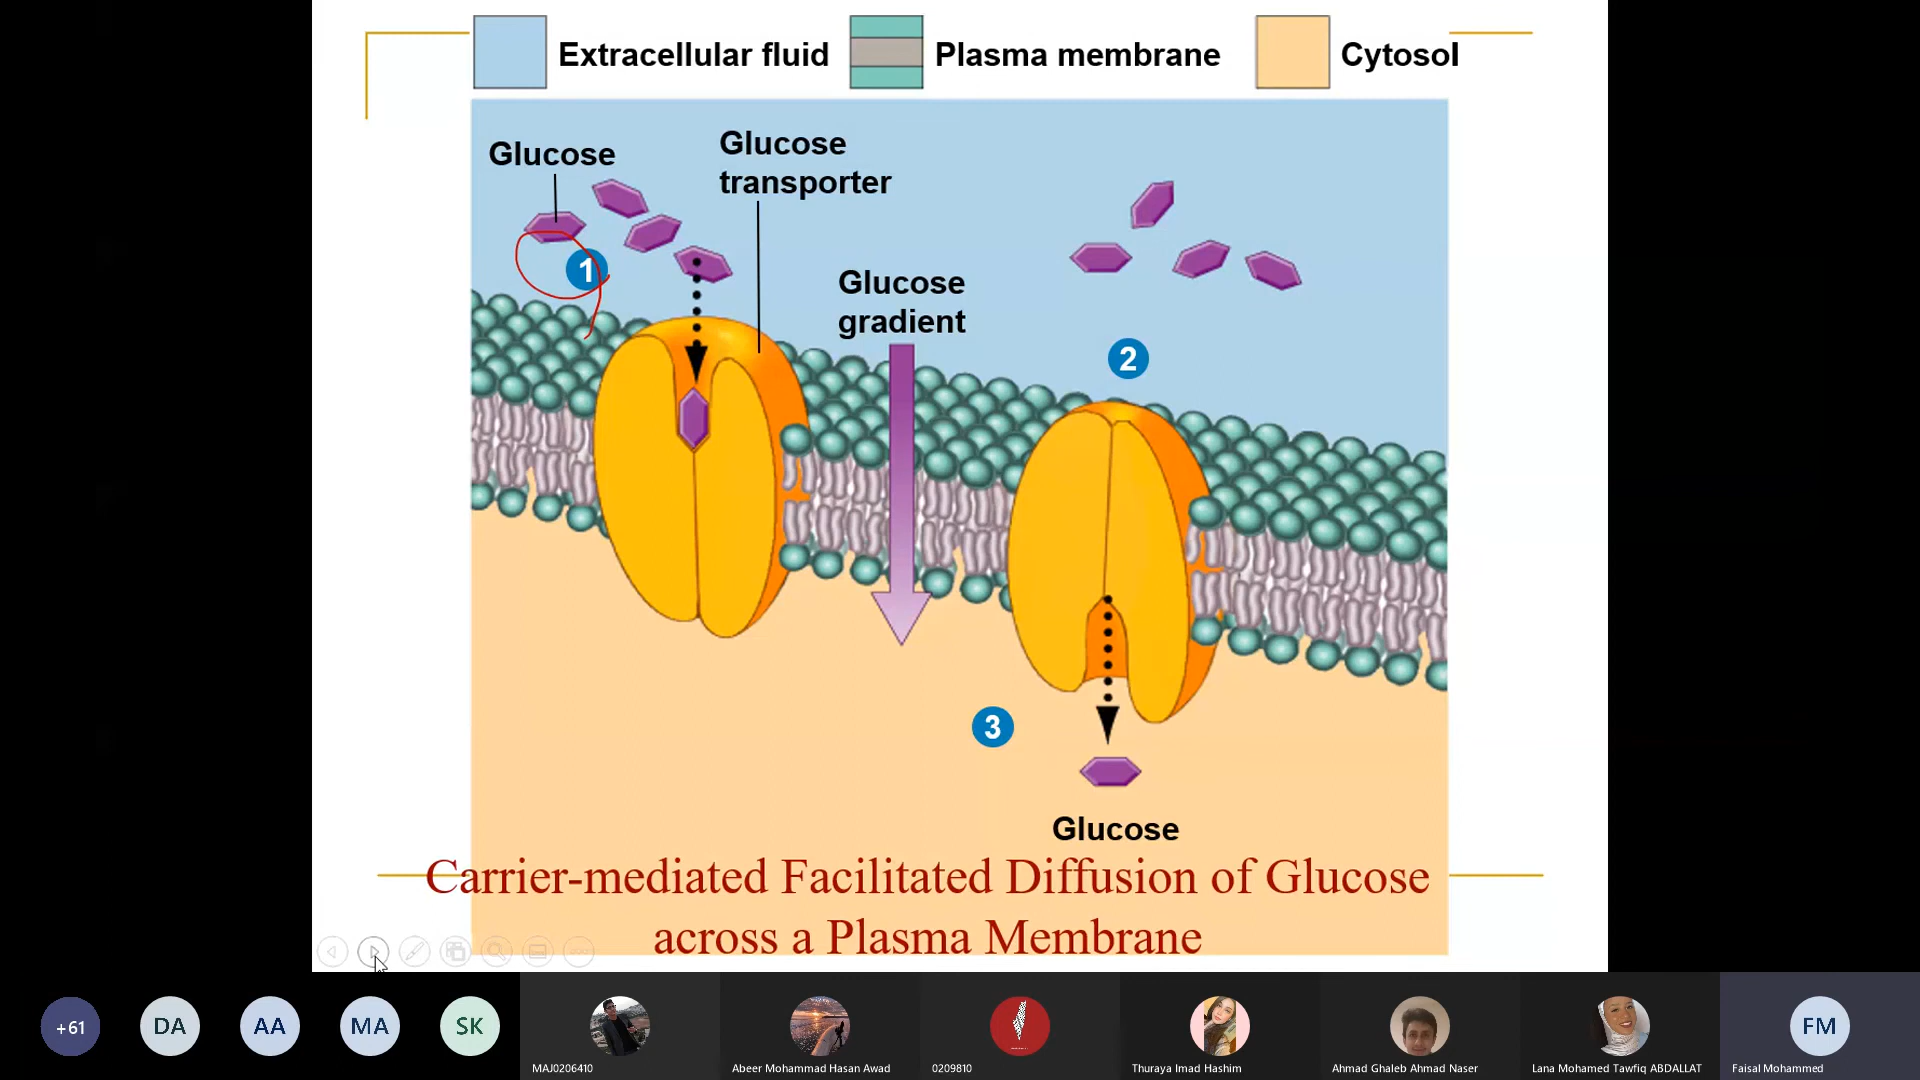 Extracellular fluid
Plasma membrane
Cytosol
Glucose
Glucose
transporter
1
Glucose
gradient
2
3
Glucose
Carrier-mediated Facilitated Diffusion of Glucose
across a Plasma Membrane
+61
DA
AA
MA
SK
MAJ0206410
Abeer Mohammad Hasan Awad
0209810
Thuraya Imad Hashim
Ahmad Ghaleb Ahmad Naser
Lana Mohamed Tawfiq ABDALLAT
FM
Faisal Mohammed